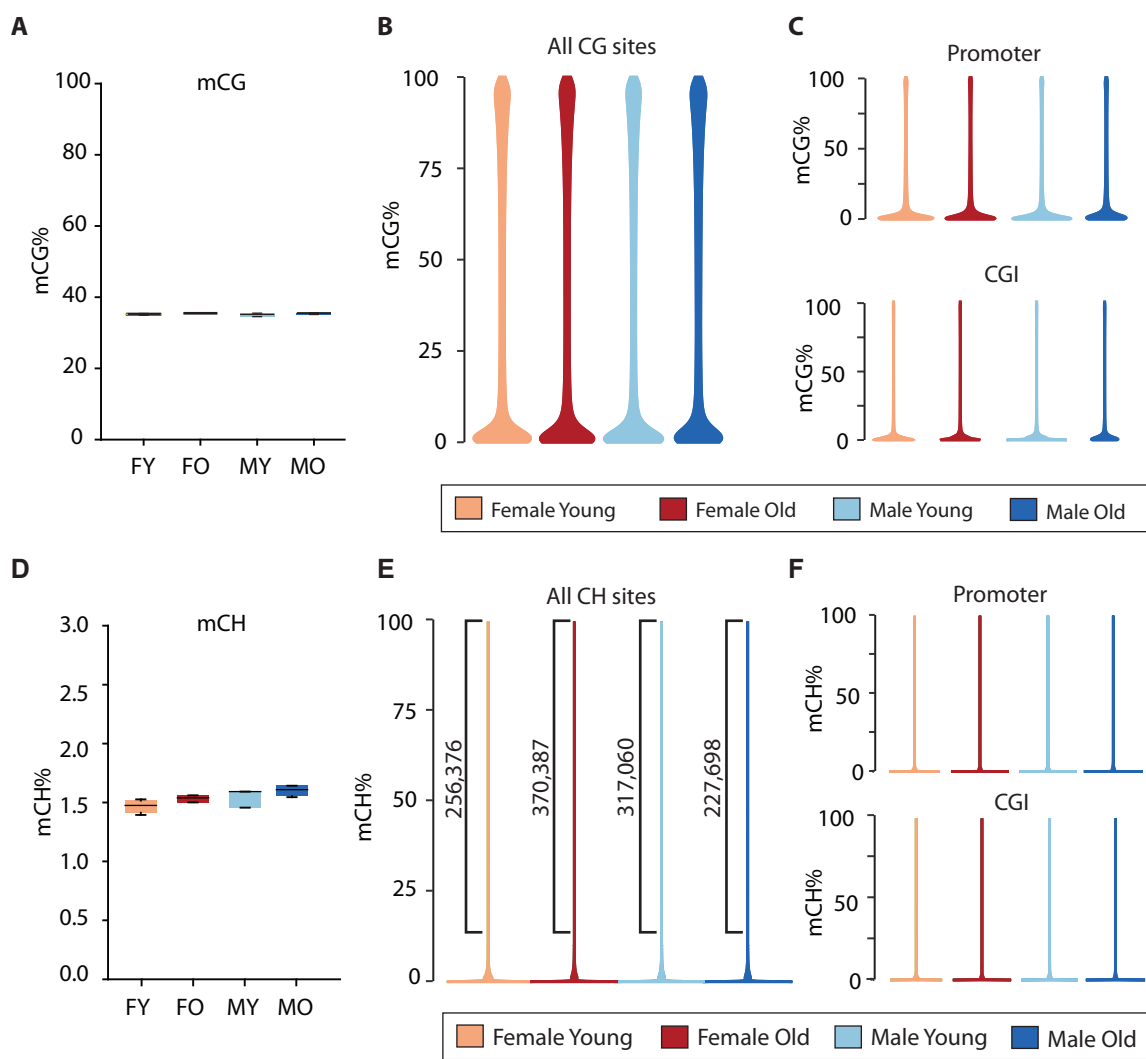 A
mCG
mCG%
100
80
60
40
20
0
FY FO MY MO
B
All CG sites
mCG%
100
75
50
25
0
C
Promoter
mCG%
100
50
0
CGI
mCG%
100
50
0
Female Young Female Old Male Young Male Old
D
mCH
mCH%
3.0
2.5
2.0
1.5
1.0
0.5
0.0
FY FO MY MO
E
All CH sites
mCH%
100
75
50
25
0
256,376
370,387
317,060
227,698
F
Promoter
mCH%
100
50
0
CGI
mCH%
100
50
0
Female Young Female Old Male Young Male Old